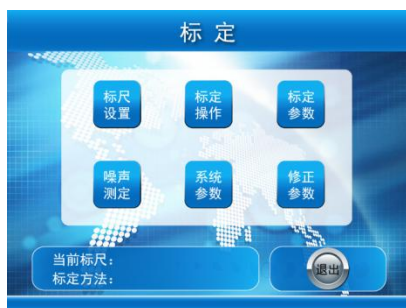 标定
标尺
设置
标定
操作
标定
参数
噪声
测定
系统
参数
修正
参数
当前标尺：
标定方法：
退出